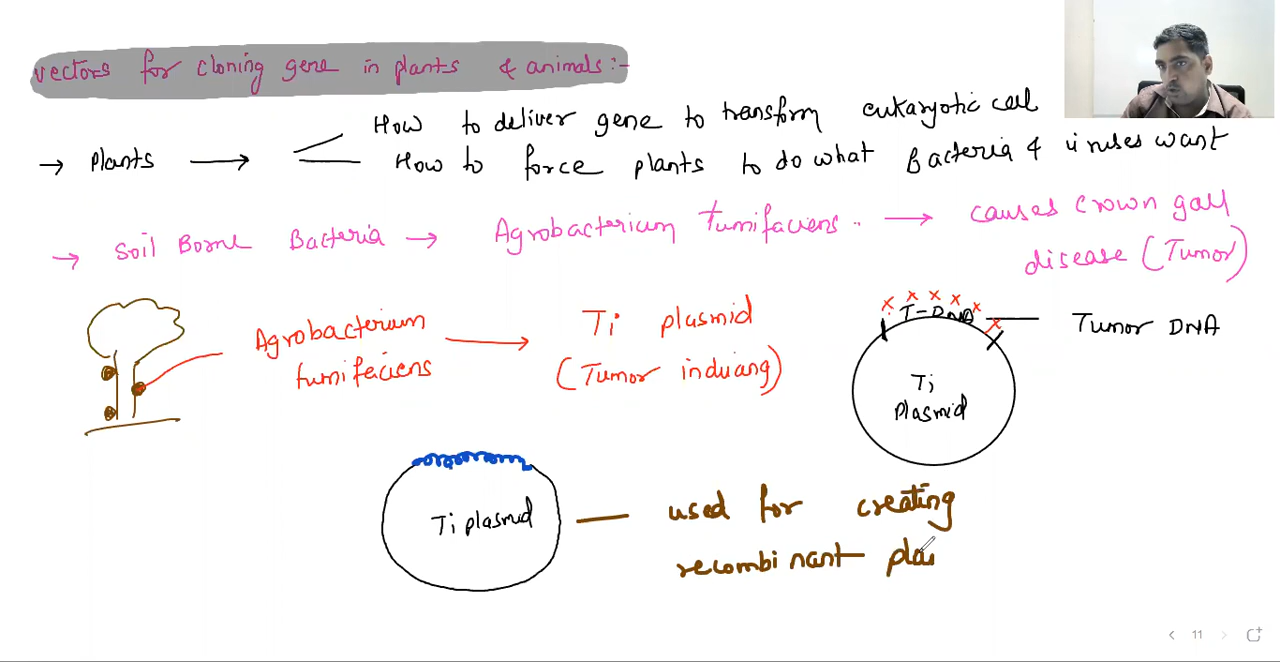 vectors for cloning gene in plants & animals:-
How to deliver gene to transform eukaryotic cell
→ Plants → How to force plants to do what Bacteria & viruses want
→ Soil Borne Bacteria → Agrobacterium tumifaciens .. → causes crown gall
disease (Tumor)
T-DNA
Tumor DNA
Agrobacterium
tumifaciens
Ti plasmid
(Tumor inducing)
Ti
plasmid
Ti plasmid
used for creating
recombinant pla
11